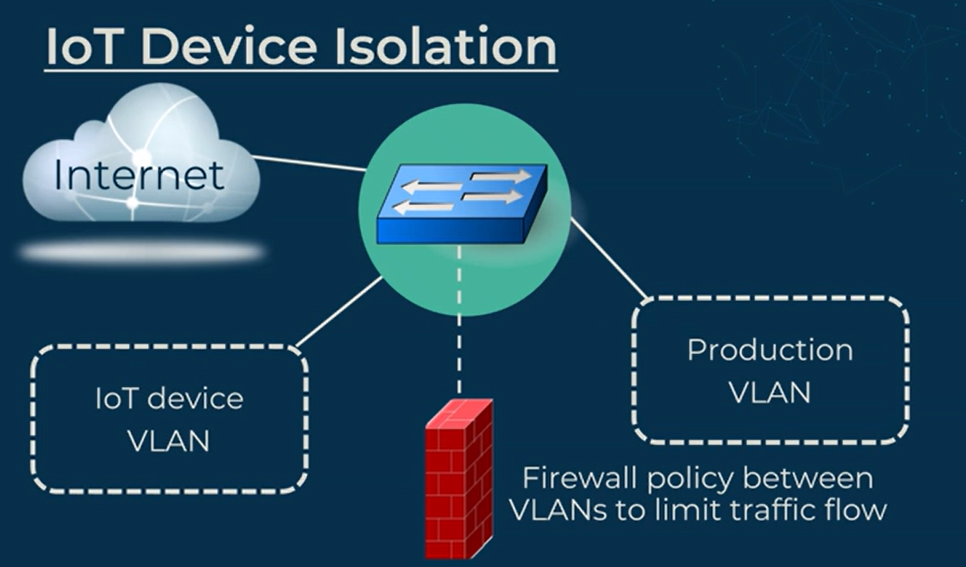 IoT Device Isolation
Internet
IoT device
VLAN
Production
VLAN
Firewall policy between
VLANs to limit traffic flow